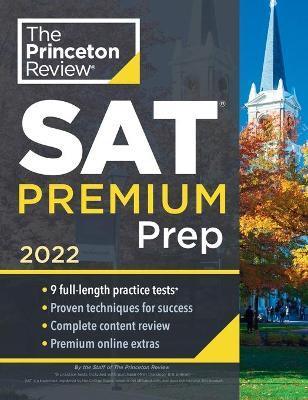 The
Princeton
Review®
SAT®
PREMIUM
Prep
2022
• 9 full-length practice tests*
• Proven techniques for success
• Complete content review
• Premium online extras
By the Staff of The Princeton Review